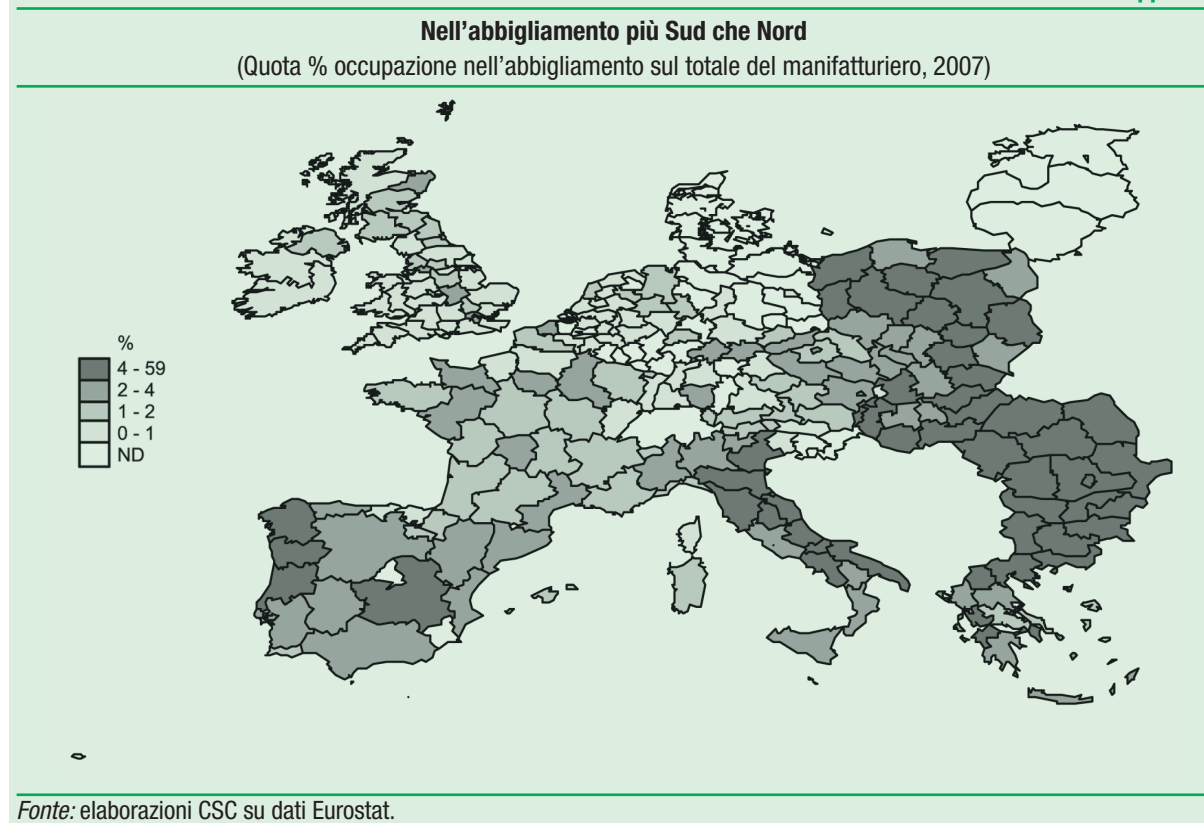 Nell'abbigliamento più Sud che Nord
(Quota % occupazione nell'abbigliamento sul totale del manifatturiero, 2007)
%
4 - 59
2 - 4
1 - 2
0 - 1
ND
Fonte: elaborazioni CSC su dati Eurostat.